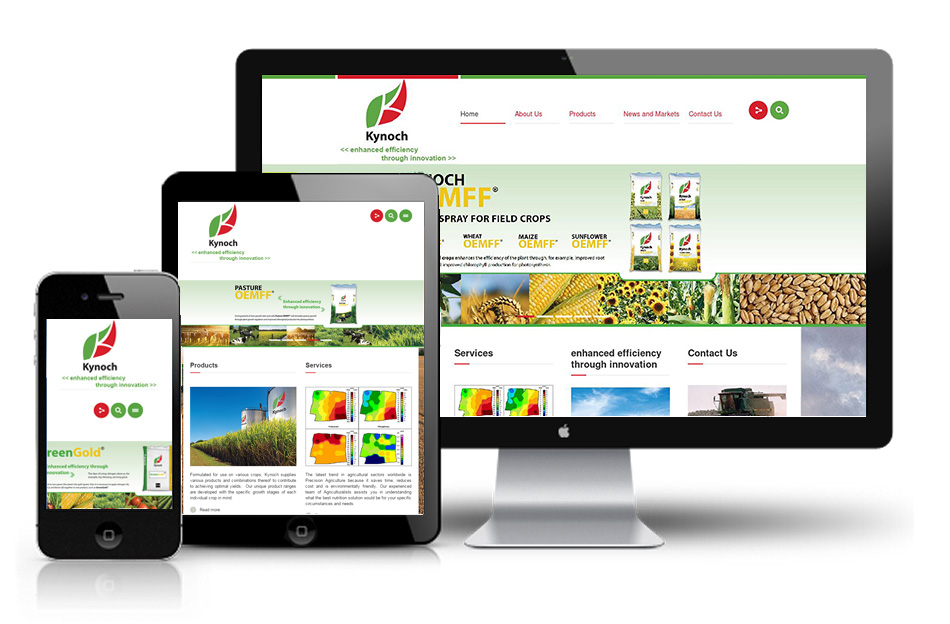 Kynoch
<< enhanced efficiency
through innovation >>
Home
About Us
Products
News and Markets
Contact Us
OCH
MFF®
SPRAY FOR FIELD CROPS
WHEAT
OEMFF®
MAIZE
OEMFF®
SUNFLOWER
OEMFF®
crops enhances the efficiency of the plant through, for example, improved root
improved chlorophyll production for photosynthesis.
Services
enhanced efficiency
through innovation
Contact Us
Kynoch
<< enhanced efficiency
through innovation >>
PASTURE
OEMFF®
Enhanced efficiency
through innovation
Products
Services
Formulated for use on various crops, Kynoch supplies
various products and combinations thereof to contribute
to achieving optimal yields. Our unique product ranges
are developed with the specific growth stages of each
individual crop in mind
Read more
The latest trend in agricultural sectors worldwide is
Precision Agriculture because it saves time, reduces
cost and is environmentally friendly. Our experienced
team of Agriculturalists assists you in understanding
what the best nutrition solution would be for your specific
circumstances and needs.
Kynoch
<< enhanced efficiency
through innovation >>
reenGold®
enhanced efficiency through
innovation